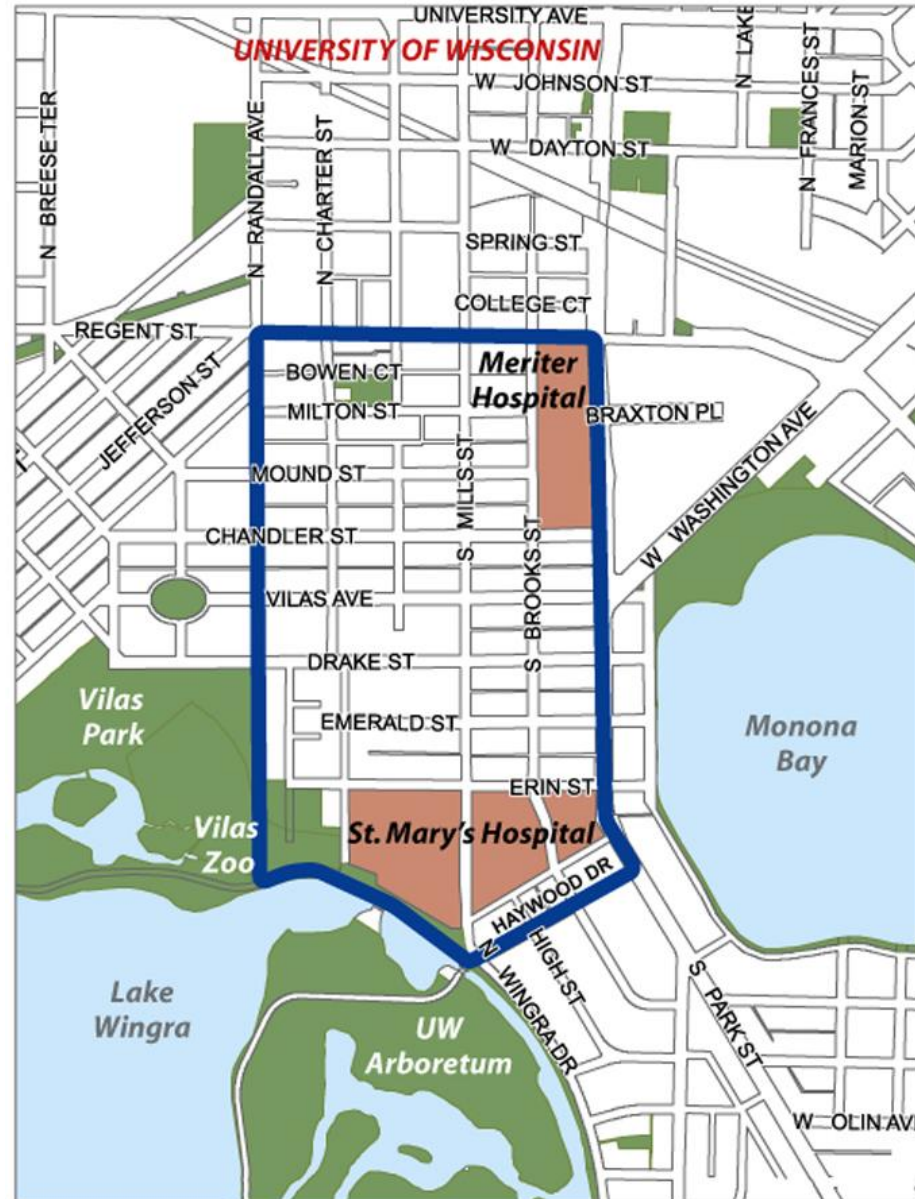 UNIVERSITY AVE
UNIVERSITY OF WISCONSIN
W JOHNSON ST
N LAKE
N FRANCES ST
MARION ST
N BREESE TER
N RANDALL AVE
N CHARTER ST
W DAYTON ST
SPRING ST
COLLEGE CT
REGENT ST
JEFFERSON ST
BOWEN CT
Meriter
Hospital
MILTON ST
BRAXTON PL
MOUND ST
S MILLS ST
W WASHINGTON AVE
CHANDLER ST
S BROOKS ST
VILAS AVE
DRAKE ST
Vilas
Park
EMERALD ST
Monona
Bay
ERIN ST
Vilas
Zoo
St. Mary's Hospital
HAYWOOD DR
HIGH ST
N WINGRA DR
S PARK ST
Lake
Wingra
UW
Arboretum
W OLIN AV